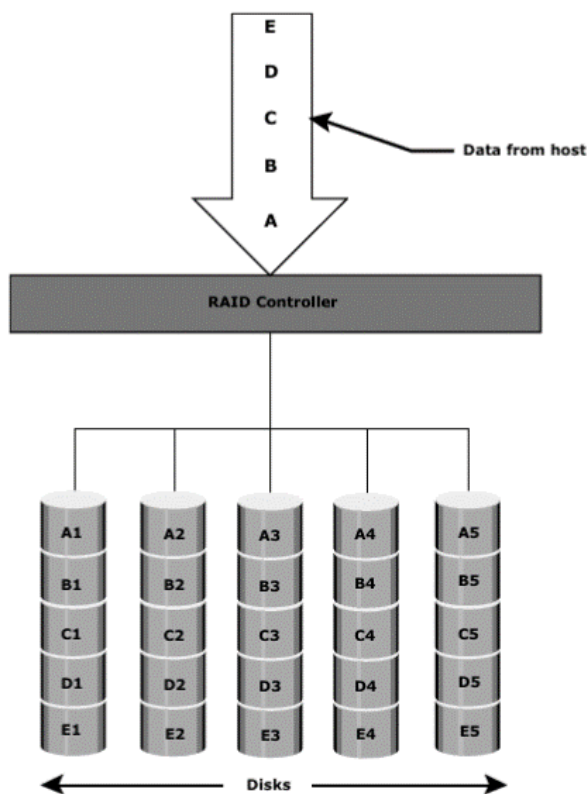 E
D
C
Data from host
B
A
RAID Controller
A1 A2 A3 A4 A5
B1 B2 B3 B4 B5
C1 C2 C3 C4 C5
D1 D2 D3 D4 D5
E1 E2 E3 E4 E5
Disks